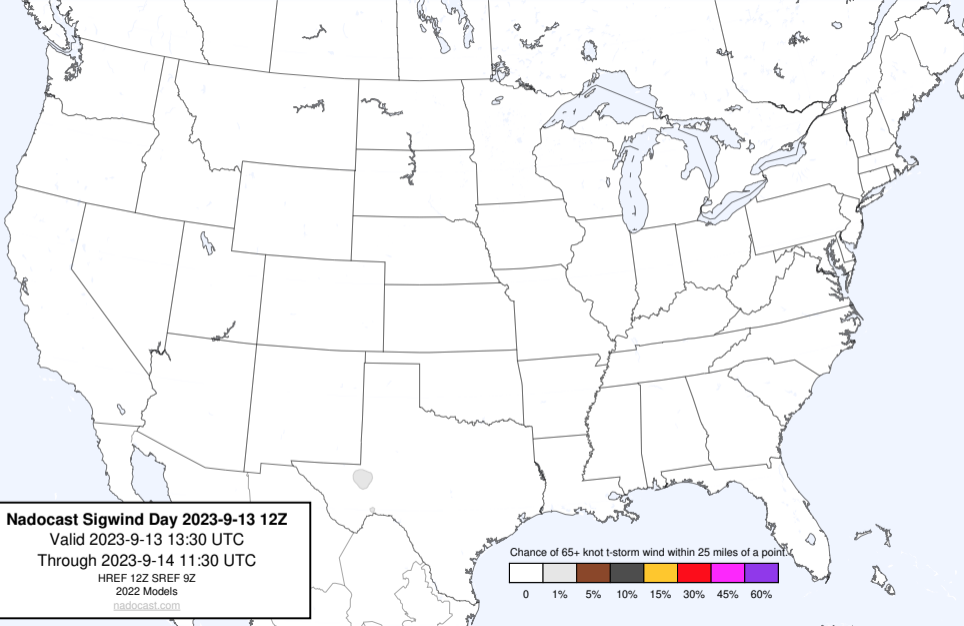 Nadocast Sigwind Day 2023-9-13 12Z
Valid 2023-9-13 13:30 UTC
Through 2023-9-14 11:30 UTC
HREF 12Z SREF 9Z
2022 Models
nadocast.com
Chance of 65+ knot t-storm wind within 25 miles of a point.
0 1% 5% 10% 15% 30% 45% 60%